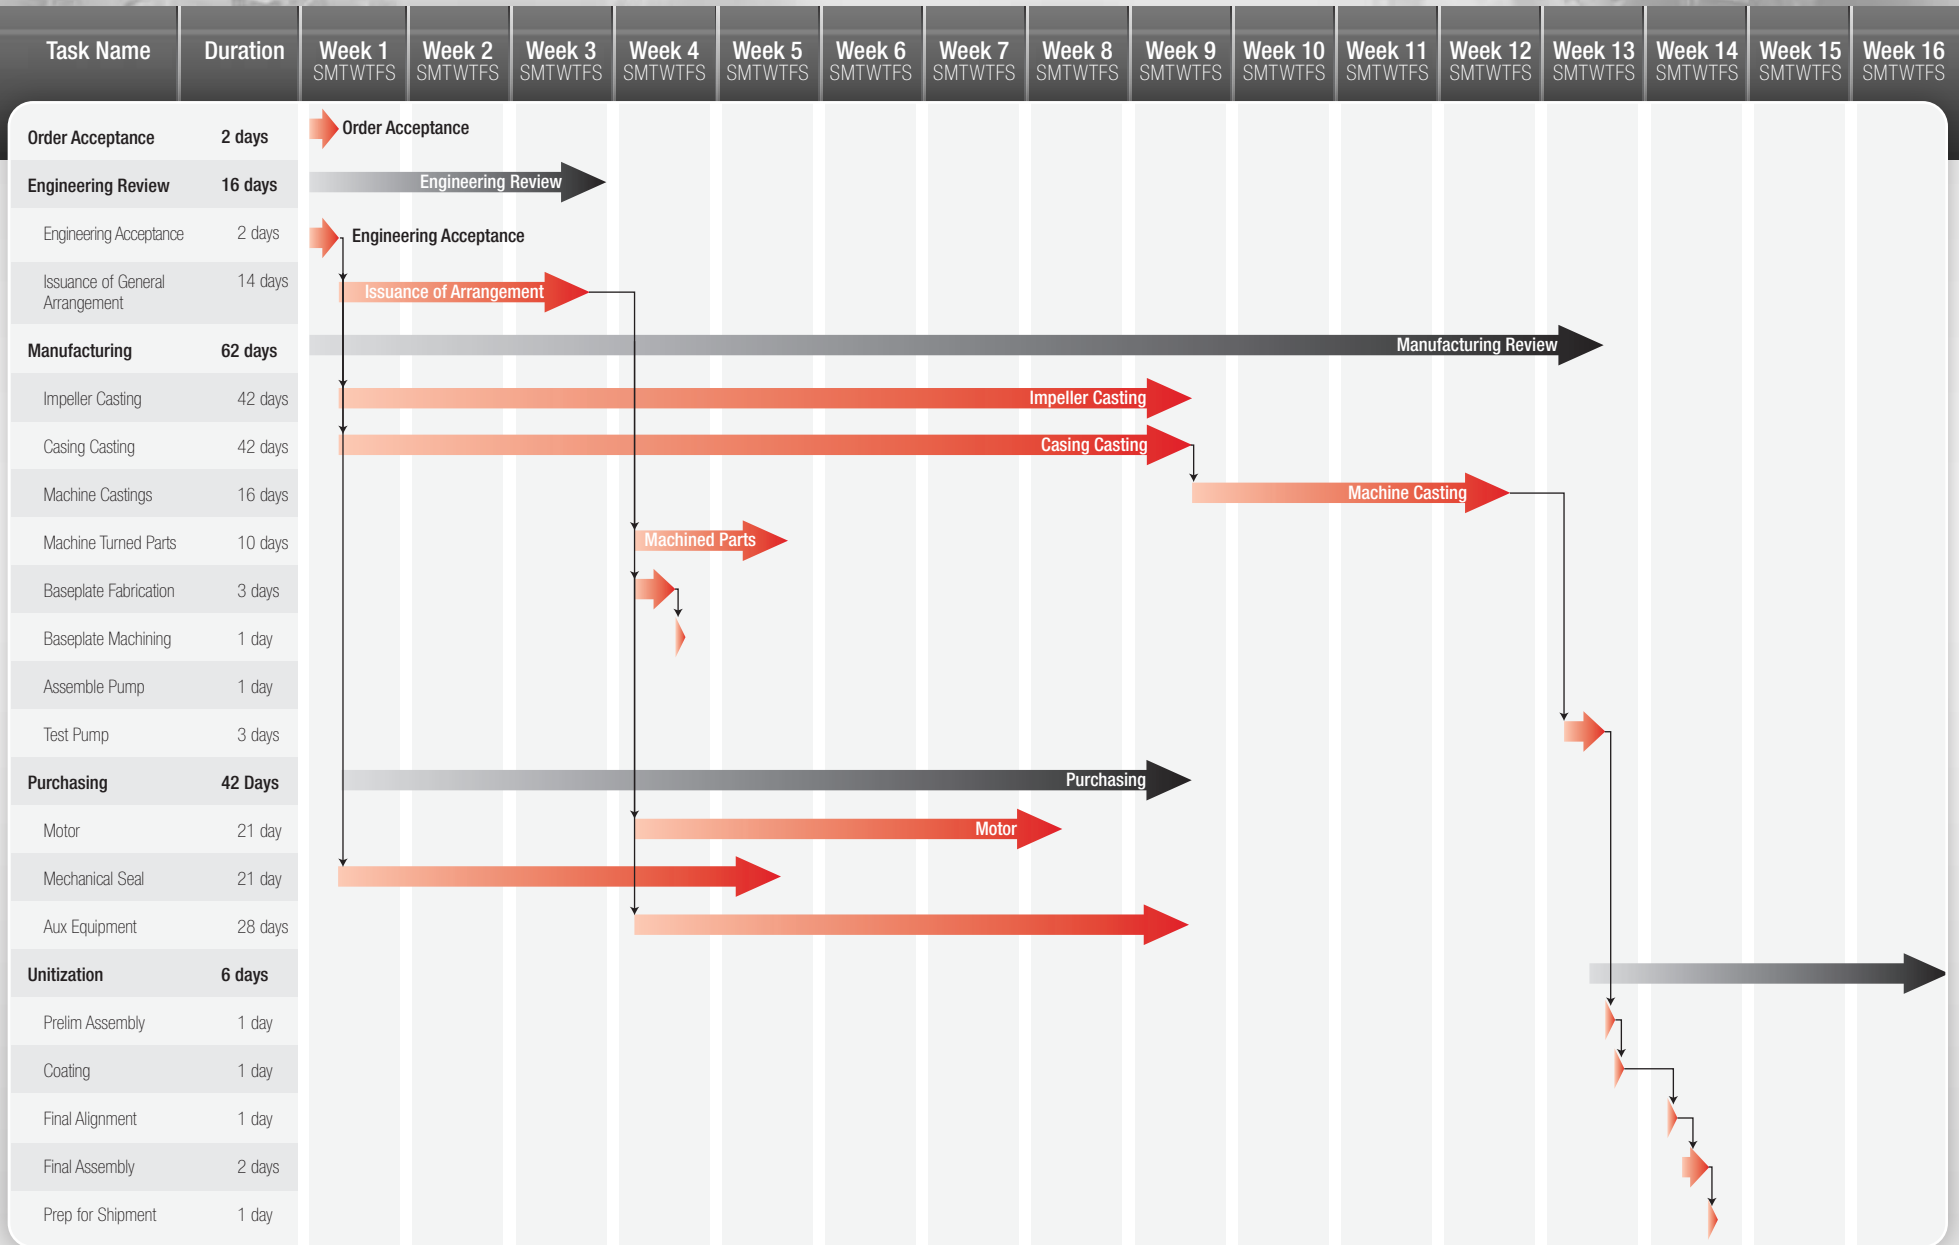 Task Name Duration Week 1 Week 2 Week 3 Week 4 Week 5 Week 6 Week 7 Week 8 Week 9 Week 10 Week 11 Week 12 Week 13 Week 14 Week 15 Week 16
SMTWTFS SMTWTFS SMTWTFS SMTWTFS SMTWTFS SMTWTFS SMTWTFS SMTWTFS SMTWTFS SMTWTFS SMTWTFS SMTWTFS SMTWTFS SMTWTFS SMTWTFS SMTWTFS
Order Acceptance 2 days Order Acceptance
Engineering Review 16 days Engineering Review
Engineering Acceptance 2 days Engineering Acceptance
Issuance of General 14 days Issuance of Arrangement
Arrangement
Manufacturing 62 days Manufacturing Review
Impeller Casting 42 days Impeller Casting
Casing Casting 42 days Casing Casting
Machine Castings 16 days Machine Casting
Machine Turned Parts 10 days Machined Parts
Baseplate Fabrication 3 days
Baseplate Machining 1 day
Assemble Pump 1 day
Test Pump 3 days
Purchasing 42 Days Purchasing
Motor 21 day Motor
Mechanical Seal 21 day
Aux Equipment 28 days
Unitization 6 days
Prelim Assembly 1 day
Coating 1 day
Final Alignment 1 day
Final Assembly 2 days
Prep for Shipment 1 day